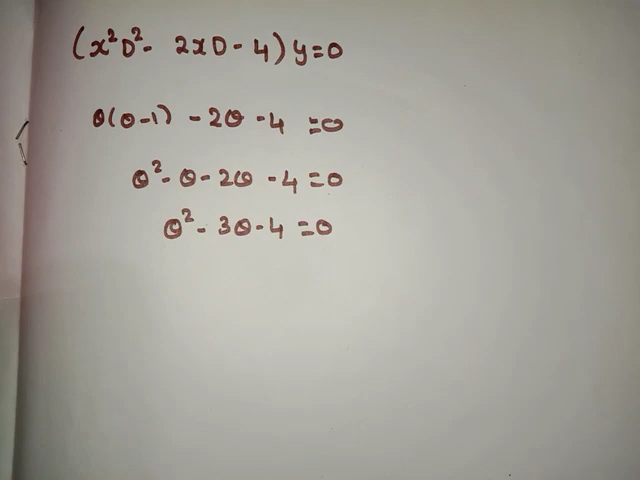 (x²D² - 2xD - 4) y = 0
θ(θ-1) - 2θ - 4 = 0
θ² - θ - 2θ - 4 = 0
θ² - 3θ - 4 = 0